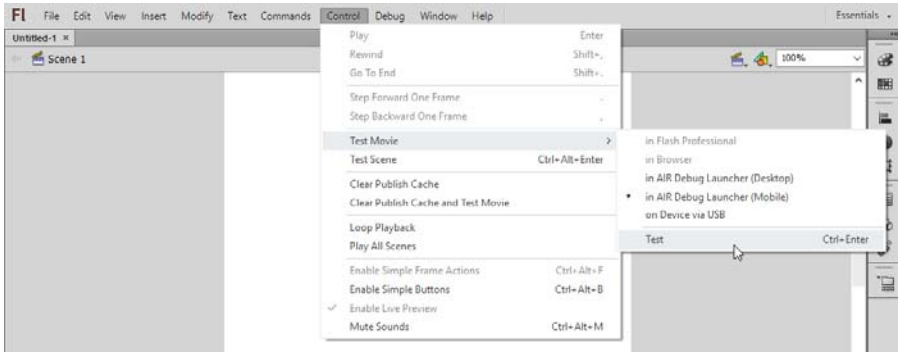 Fl File Edit View Insert Modify Text Commands Control Debug Window Help Essentials
Untitled-1 ×
Scene 1 100%
Play Enter
Rewind Shift+,
Go To End Shift+.
Step Forward One Frame .
Step Backward One Frame ,
Test Movie >
Test Scene Ctrl+Alt+Enter
Clear Publish Cache
Clear Publish Cache and Test Movie
Loop Playback
Play All Scenes
Enable Simple Frame Actions Ctrl+Alt+F
Enable Simple Buttons Ctrl+Alt+B
✓ Enable Live Preview
Mute Sounds Ctrl+Alt+M
in Flash Professional
in Browser
in AIR Debug Launcher (Desktop)
• in AIR Debug Launcher (Mobile)
on Device via USB
Test Ctrl+Enter